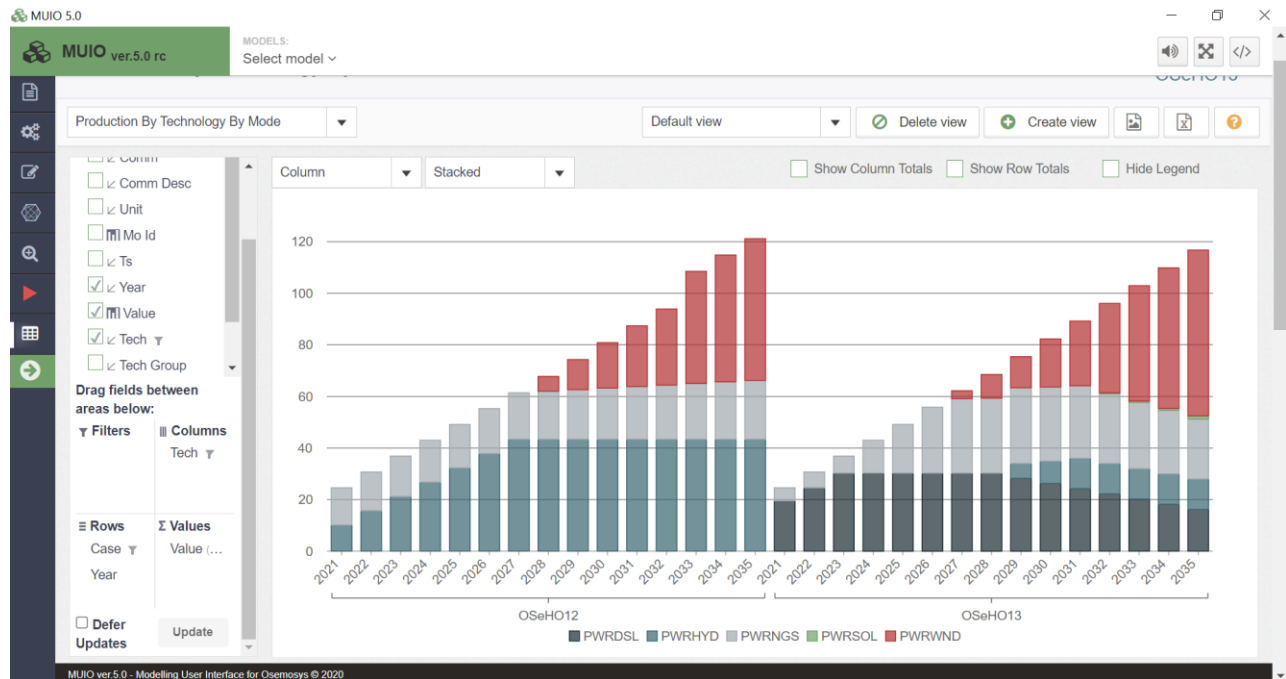 MUIO 5.0
MUIO ver.5.0 rc
MODELS:
Select model
OSeHO13
Production By Technology By Mode
Default view
Delete view
Create view
Comm
Comm Desc
Unit
Mo Id
Ts
Year
Value
Tech
Tech Group
Drag fields between
areas below:
Filters
Columns
Tech
Rows
Σ Values
Case
Value (...
Year
Defer
Updates
Update
Column
Stacked
Show Column Totals
Show Row Totals
Hide Legend
120
100
80
60
40
20
0
2021 2022 2023 2024 2025 2026 2027 2028 2029 2030 2031 2032 2033 2034 2035 2021 2022 2023 2024 2025 2026 2027 2028 2029 2030 2031 2032 2033 2034 2035
OSeHO12 OSeHO13
PWRDSL PWRHYD PWRNGS PWRSOL PWRWND
MUIO ver.5.0 - Modelling User Interface for Osemosys © 2020